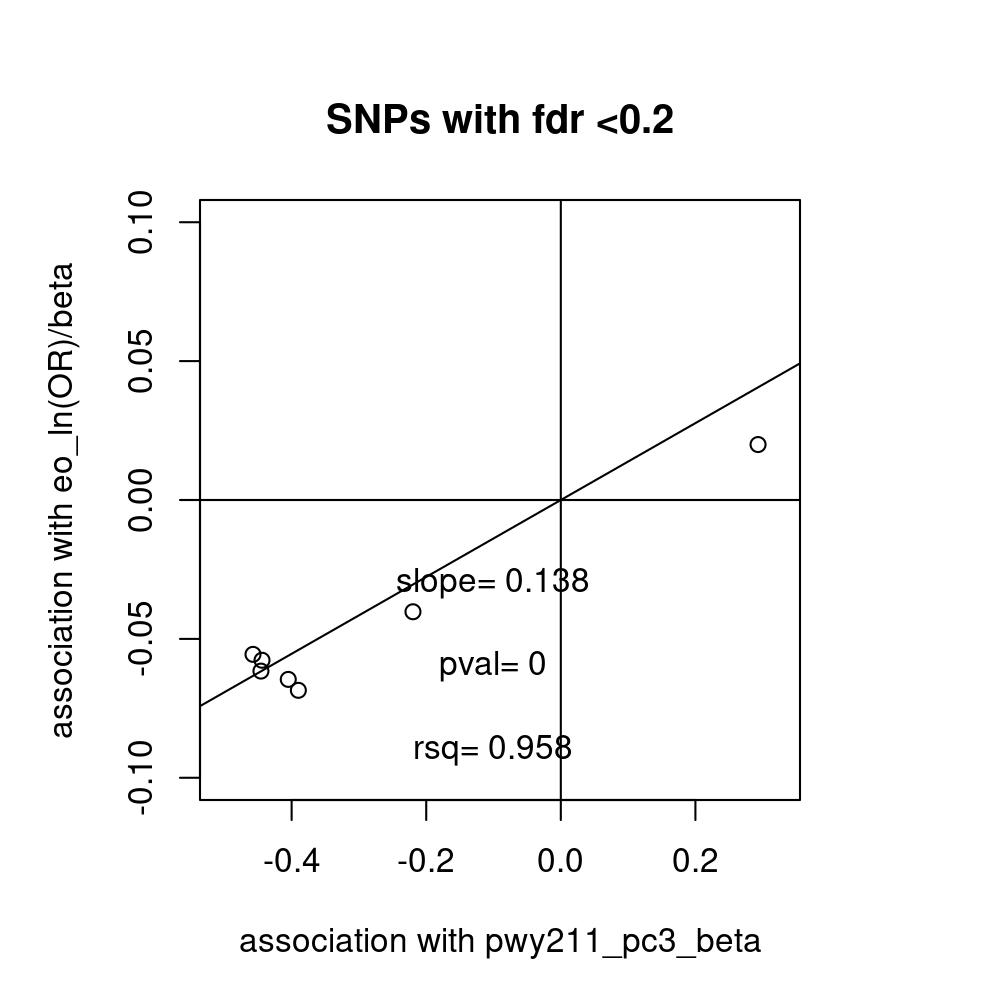 SNPs with fdr <0.2
association with eo_ln(OR)/beta
0.10
0.05
0.00
-0.05
-0.10
slope= 0.138
pval= 0
rsq= 0.958
-0.4 -0.2 0.0 0.2
association with pwy211_pc3_beta